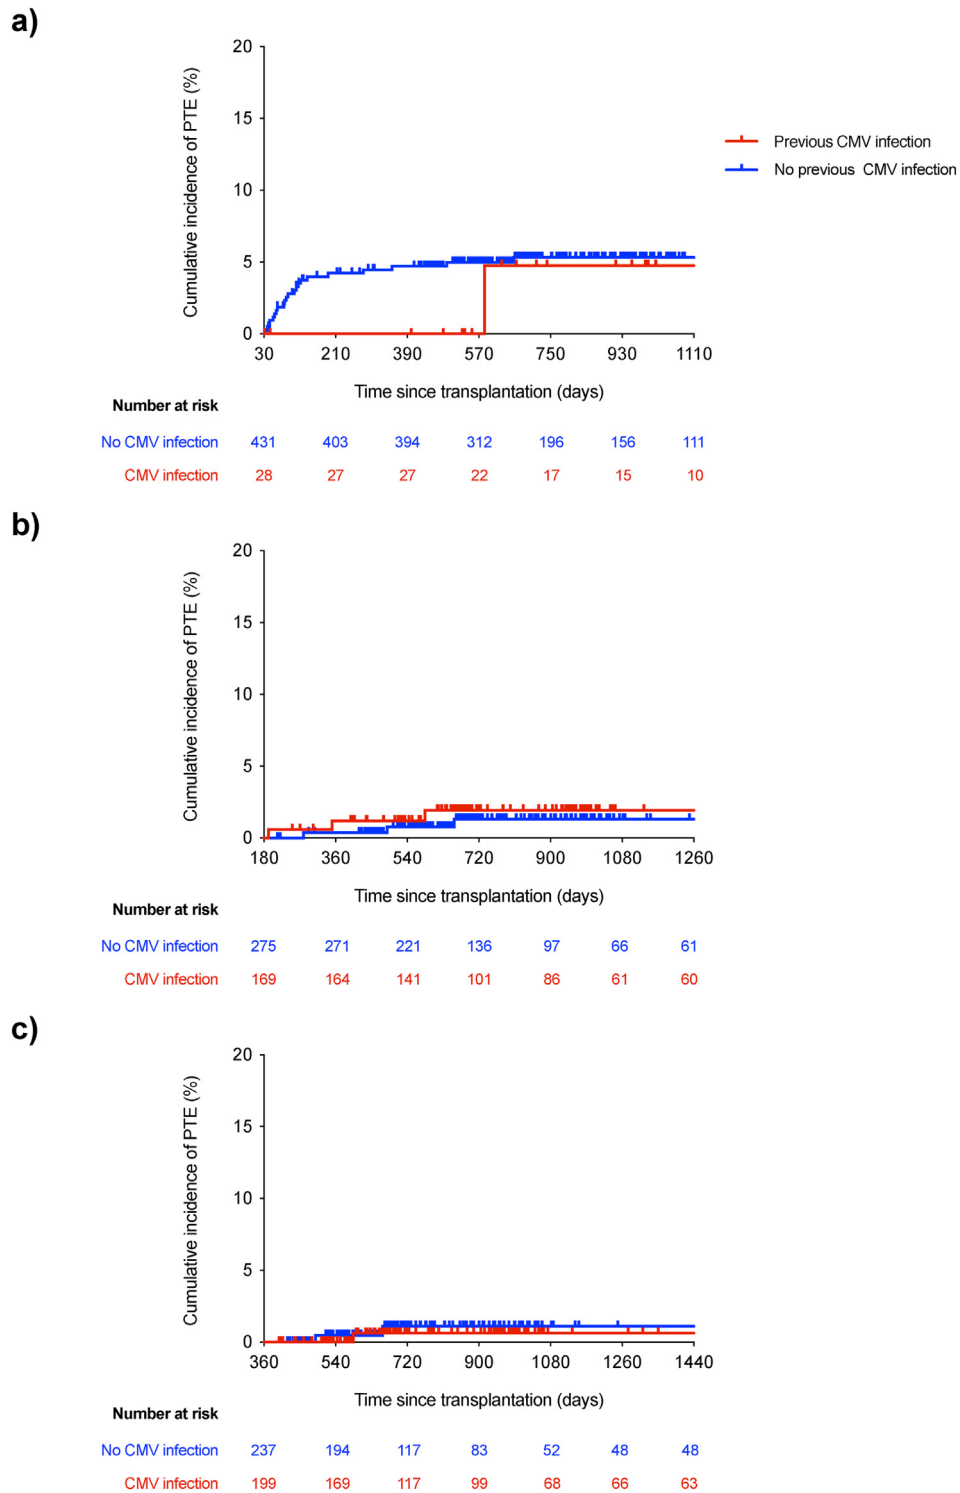 a)
20
15
10
5
0
Cumulative incidence of PTE (%)
Previous CMV infection
No previous CMV infection
30 210 390 570 750 930 1110
Time since transplantation (days)
Number at risk
No CMV infection 431 403 394 312 196 156 111
CMV infection 28 27 27 22 17 15 10
b)
20
15
10
5
0
Cumulative incidence of PTE (%)
180 360 540 720 900 1080 1260
Time since transplantation (days)
Number at risk
No CMV infection 275 271 221 136 97 66 61
CMV infection 169 164 141 101 86 61 60
c)
20
15
10
5
0
Cumulative incidence of PTE (%)
360 540 720 900 1080 1260 1440
Time since transplantation (days)
Number at risk
No CMV infection 237 194 117 83 52 48 48
CMV infection 199 169 117 99 68 66 63